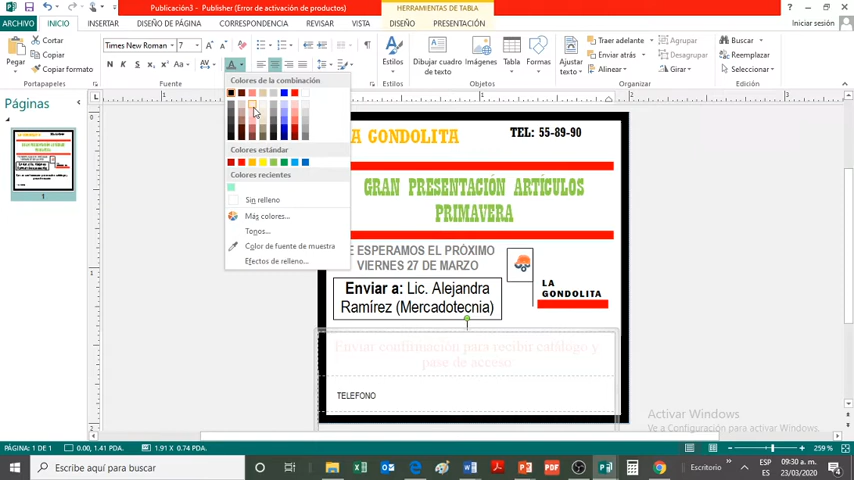 Publicación3 - Publisher (Error de activación de productos)
HERRAMIENTAS DE TABLA
ARCHIVO INICIO INSERTAR DISEÑO DE PÁGINA CORRESPONDENCIA REVISAR VISTA DISEÑO PRESENTACIÓN Iniciar sesión
Pegar
Cortar
Copiar
Copiar formato
Portapapeles
Times New Roman 7
N K S
Fuente
Estilos
Estilos
Dibujar cuadro de texto
Imágenes
Tabla
Formas
Objetos
Traer adelante
Enviar atrás
Organizar
Buscar
Reemplazar
Seleccionar
Edición
Colores de la combinación
Colores estándar
Colores recientes
Sin relleno
Más colores...
Tonos...
Color de fuente de muestra
Efectos de relleno...
Páginas
1
LA GONDOLITA
TEL: 55-89-90
GRAN PRESENTACIÓN ARTÍCULOS
PRIMAVERA
E ESPERAMOS EL PRÓXIMO
VIERNES 27 DE MARZO
LA
GONDOLITA
Enviar a: Lic. Alejandra
Ramírez (Mercadotecnia)
Enviar confirmación para recibir catálogo y
pase de acceso
TELEFONO
Activar Windows
Ve a Configuración para activar Windows.
PÁGINA: 1 DE 1 0.00, 1.41 PDA. 1.91 X 0.74 PDA. 259 %
Escribe aquí para buscar
Escritorio
ESP
ES
09:30 a. m.
23/03/2020
4